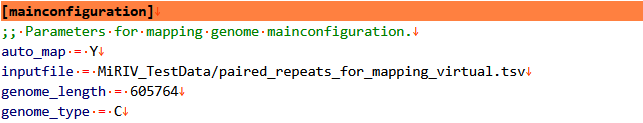 [mainconfiguration]
;; Parameters for mapping genome mainconfiguration.
auto_map = Y
inputfile = MiRIV_TestData/paired_repeats_for_mapping_virtual.tsv
genome_length = 605764
genome_type = C